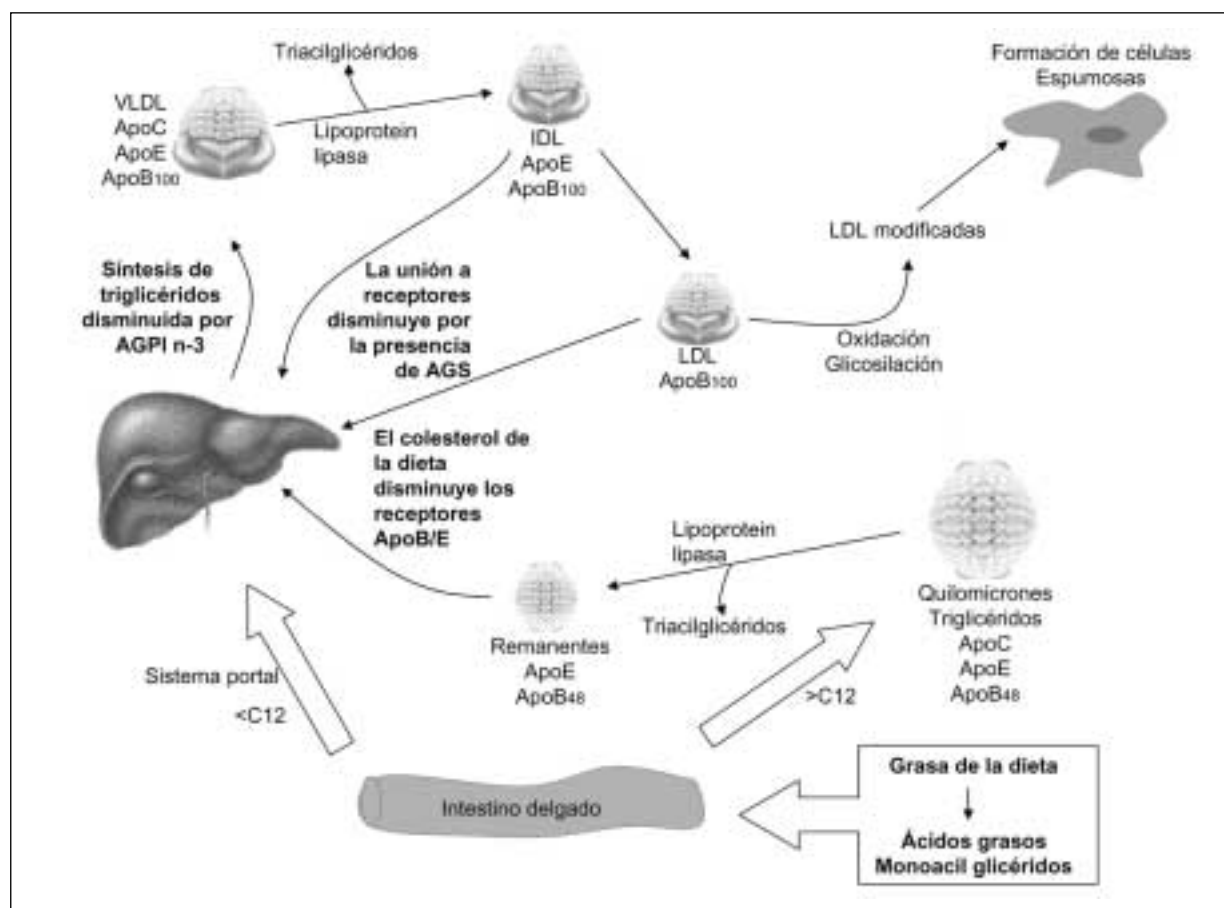 Triacilglicéridos
VLDL
ApoC
ApoE
ApoB100
Lipoprotein
lipasa
IDL
ApoE
ApoB100
Formación de células
Espumosas
LDL modificadas
Síntesis de
triglicéridos
disminuida por
AGPI n-3
La unión a
receptores
disminuye por
la presencia
de AGS
LDL
ApoB100
Oxidación
Glicosilación
El colesterol de
la dieta
disminuye los
receptores
ApoB/E
Lipoprotein
lipasa
Triacilglicéridos
Quilomicrones
Triglicéridos
ApoC
ApoE
ApoB48
Remanentes
ApoE
ApoB48
Sistema portal
<C12
>C12
Intestino delgado
Grasa de la dieta
Ácidos grasos
Monoacil glicéridos